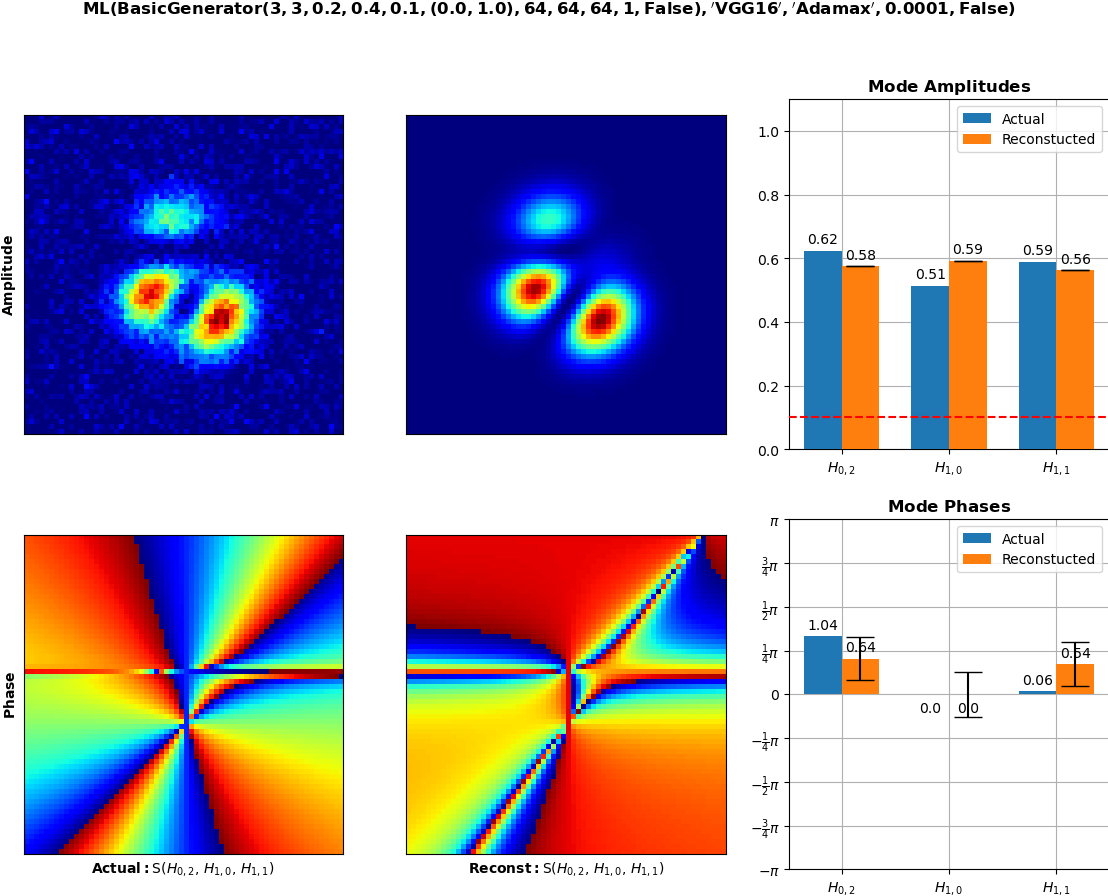 ML(BasicGenerator(3, 3, 0.2, 0.4, 0.1, (0.0, 1.0), 64, 64, 64, 1, False), ′VGG16′, ′Adamax′, 0.0001, False)
Amplitude
Mode Amplitudes
Actual
Reconstucted
1.0
0.8
0.6
0.4
0.2
0.0
0.62
0.58
0.51
0.59
0.59
0.56
H0, 2
H1, 0
H1, 1
Phase
Actual: S(H0, 2, H1, 0, H1, 1)
Reconst: S(H0, 2, H1, 0, H1, 1)
Mode Phases
Actual
Reconstucted
π
3/4π
1/2π
1/4π
0
−1/4π
−1/2π
−3/4π
−π
1.04
0.64
0.0
0.0
0.06
0.54
H0, 2
H1, 0
H1, 1